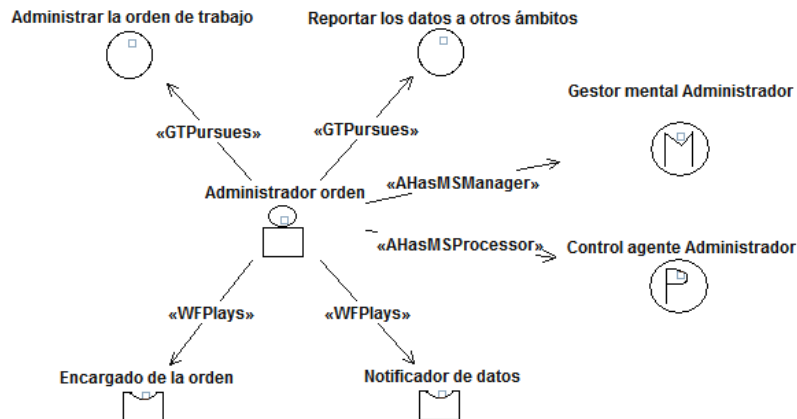 Administrar la orden de trabajo
Reportar los datos a otros ámbitos
Gestor mental Administrador
«GTPursues»
«GTPursues»
M
Administrador orden
«AHasMSManager»
«AHasMSProcessor»
Control agente Administrador
P
«WFPlays»
«WFPlays»
Encargado de la orden
Notificador de datos